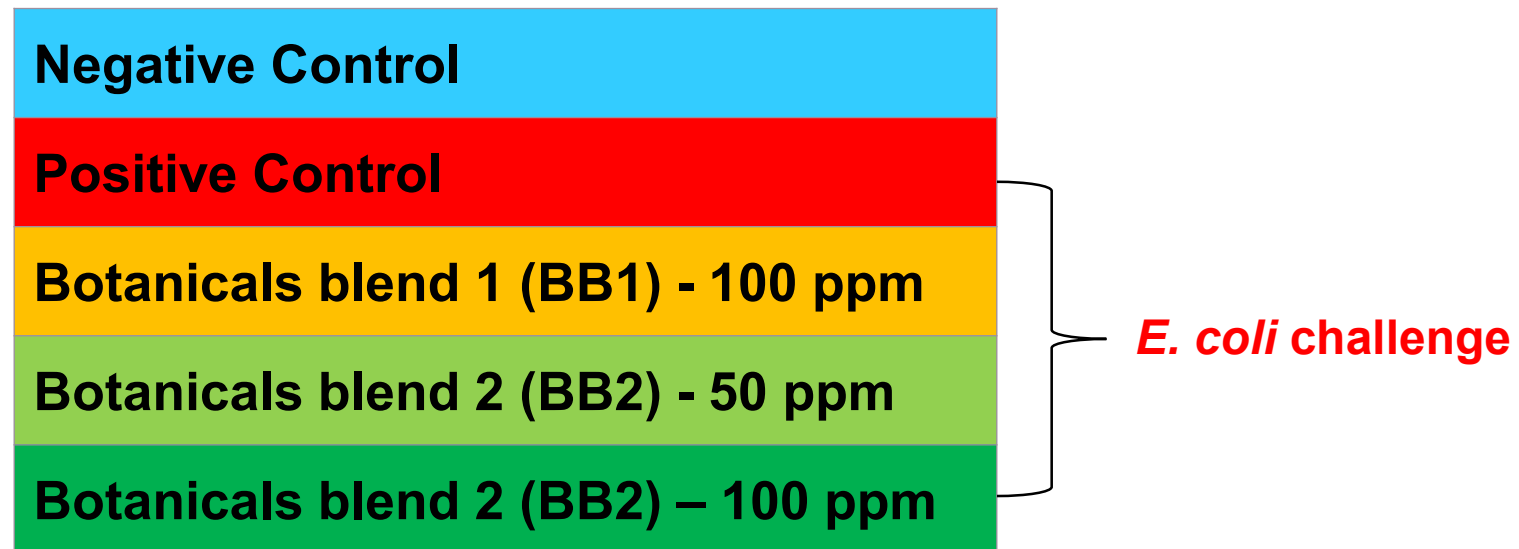 Negative Control
Positive Control
Botanicals blend 1 (BB1) - 100 ppm
E. coli challenge
Botanicals blend 2 (BB2) - 50 ppm
Botanicals blend 2 (BB2) – 100 ppm